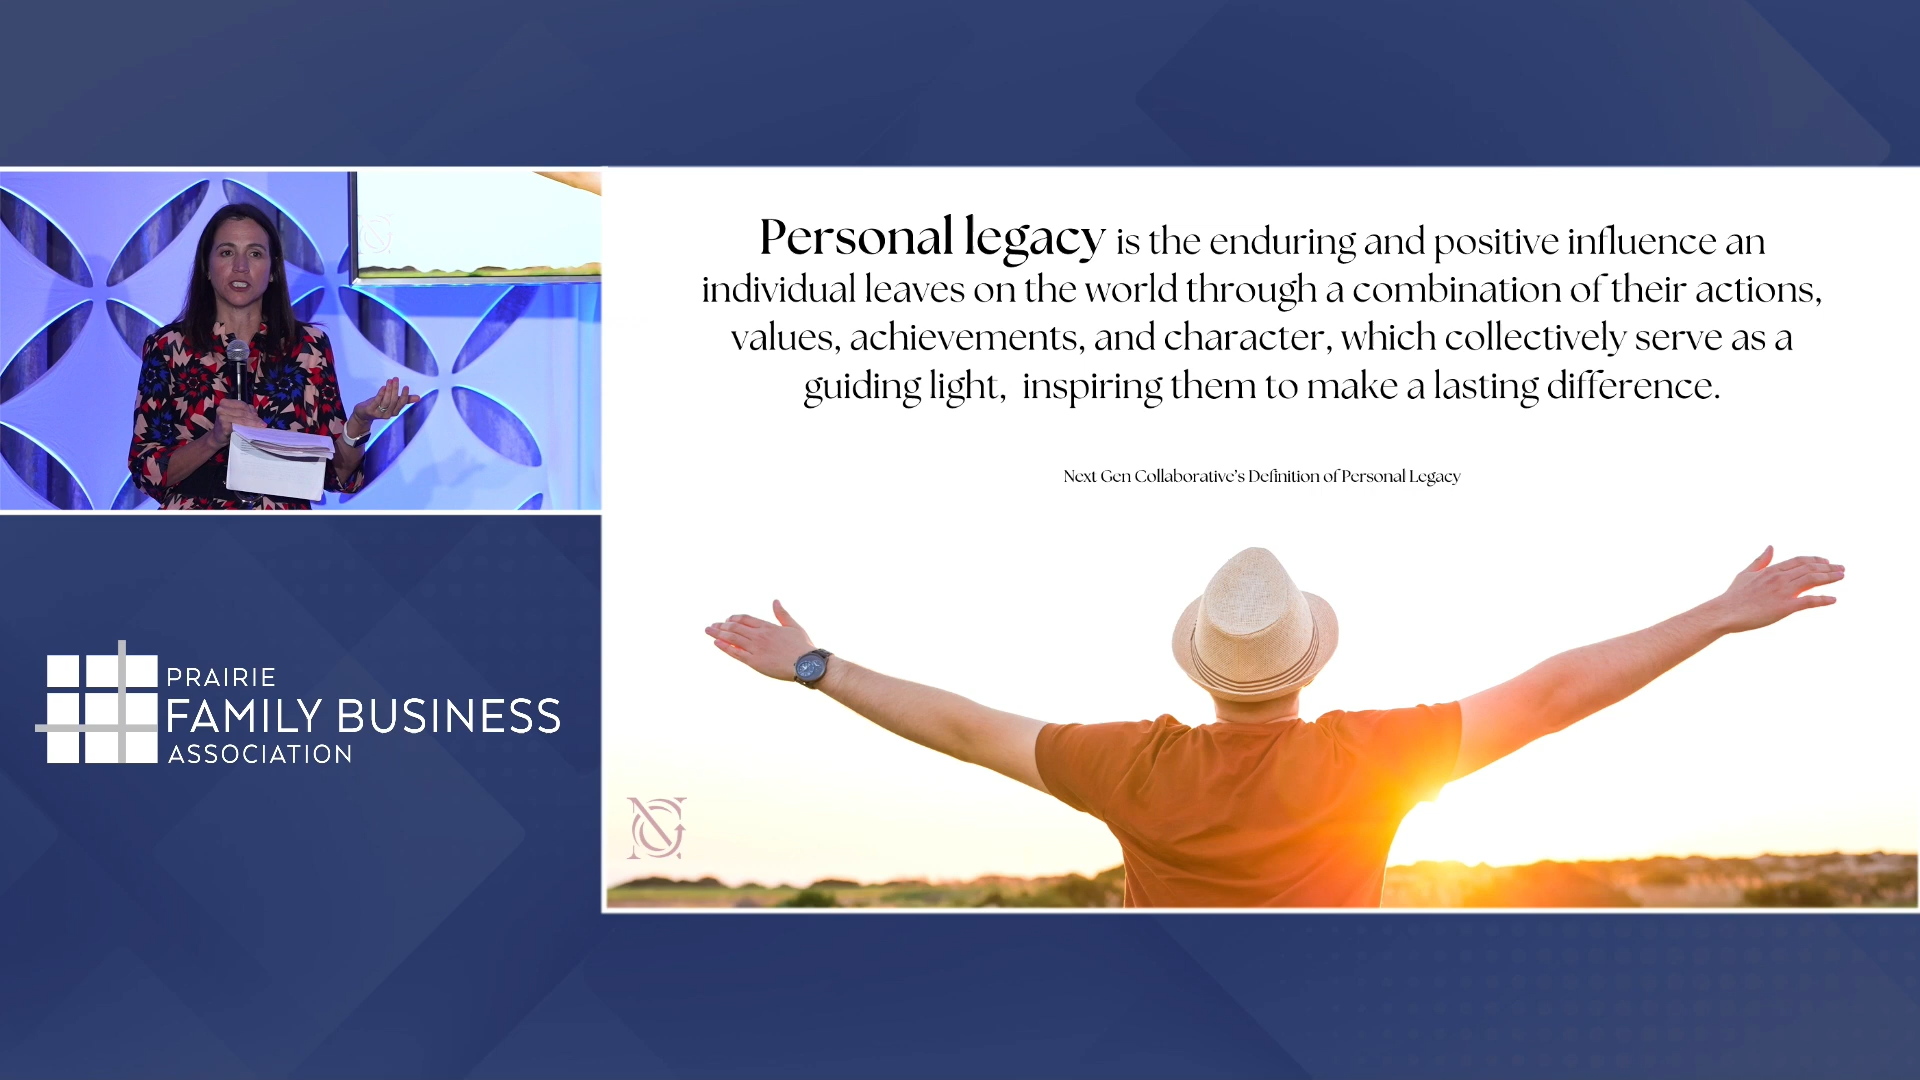 Personal legacy is the enduring and positive influence an
individual leaves on the world through a combination of their actions,
values, achievements, and character, which collectively serve as a
guiding light, inspiring them to make a lasting difference.
Next Gen Collaborative's Definition of Personal Legacy
PRAIRIE
FAMILY BUSINESS
ASSOCIATION
NG